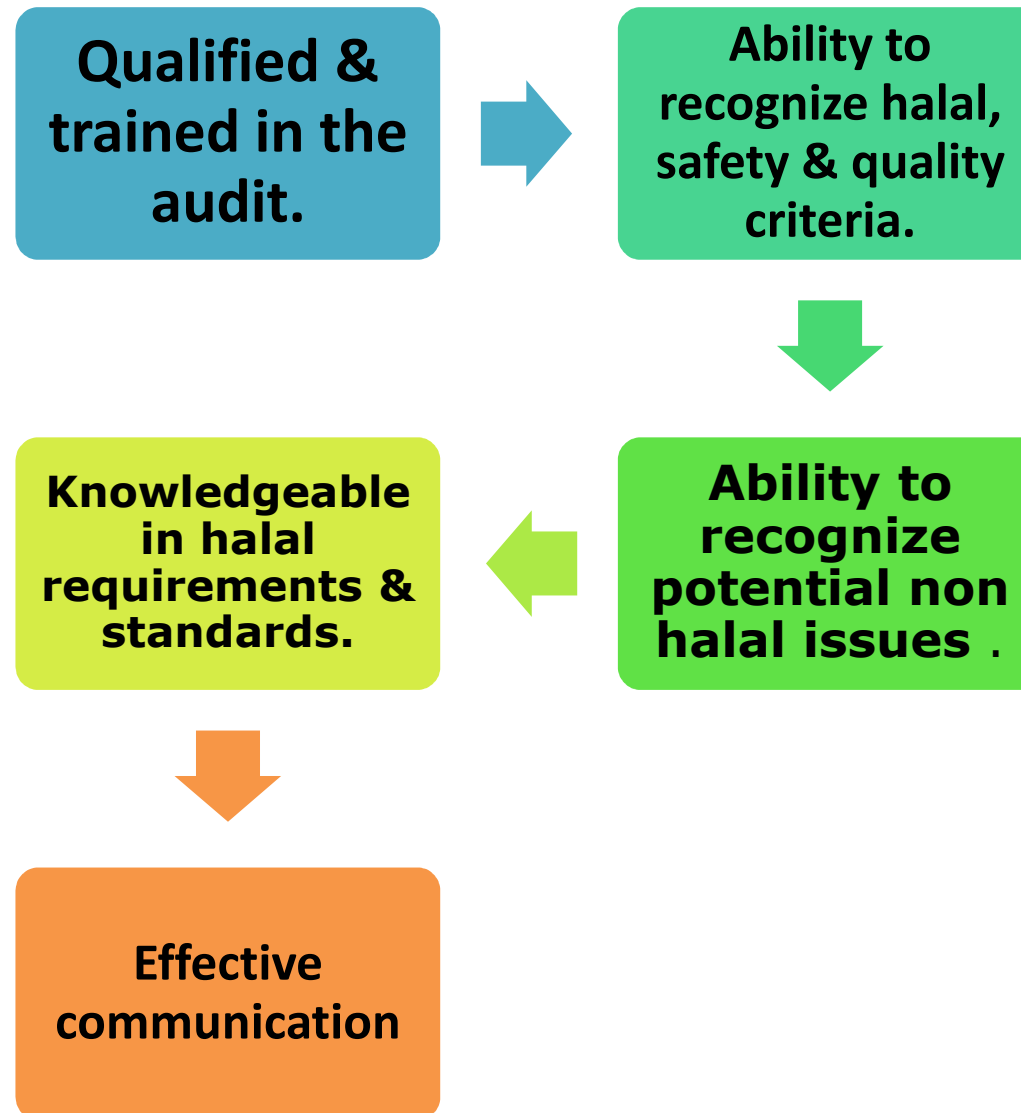 Qualified &
trained in the
audit.
Ability to
recognize halal,
safety & quality
criteria.
Ability to
recognize
potential non
halal issues .
Knowledgeable
in halal
requirements &
standards.
Effective
communication